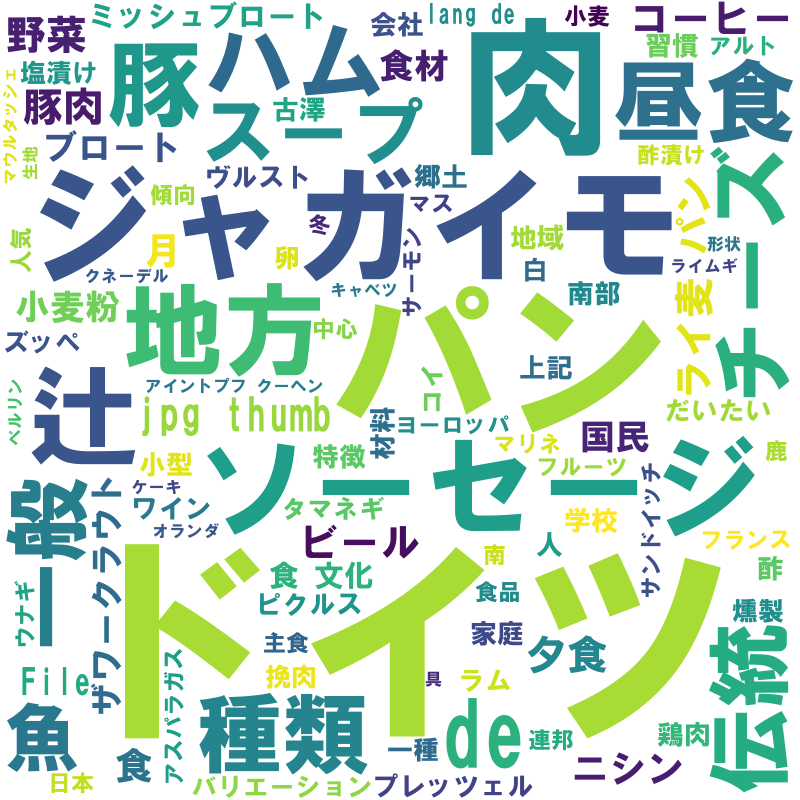 ミッシュブロート
会社
lang de
小麦
コーヒー
野菜
豚
ハム
肉
習慣
アルト
塩漬け
食材
昼食
豚肉
古澤
スープ
マウルタッシェ
生地
ブロート
酢漬け
チーズ
ヴルスト
郷土
ジャガイモ
傾向
マス
パン
月
冬
卵
サーモン
地域
形状
人気
クネーデル
白
ライムギ
小麦粉
地方
キャベツ
南部
ライ麦
ズッペ
中心
パン
上記
アイントプフ
クーヘン
コイ
ベルリン
辻
jpg thumb
材料
ヨーロッパ
だいたい
国民
マリネ
小型
ソーセージ
特徴
フルーツ
鹿
一般
ザワークラウト
ケーキ
ワイン
タマネギ
サンドイッチ
オランダ
ビール
学校
フランス
ドイツ
南
人
酢
食 文化
ウナギ
ピクルス
食品
燻製
家庭
主食
夕食
伝統
アスパラガス
File
挽肉
具
ラム
魚
種類
de
連邦
鶏肉
一種
食
ニシン
日本
バリエーション
プレッツェル